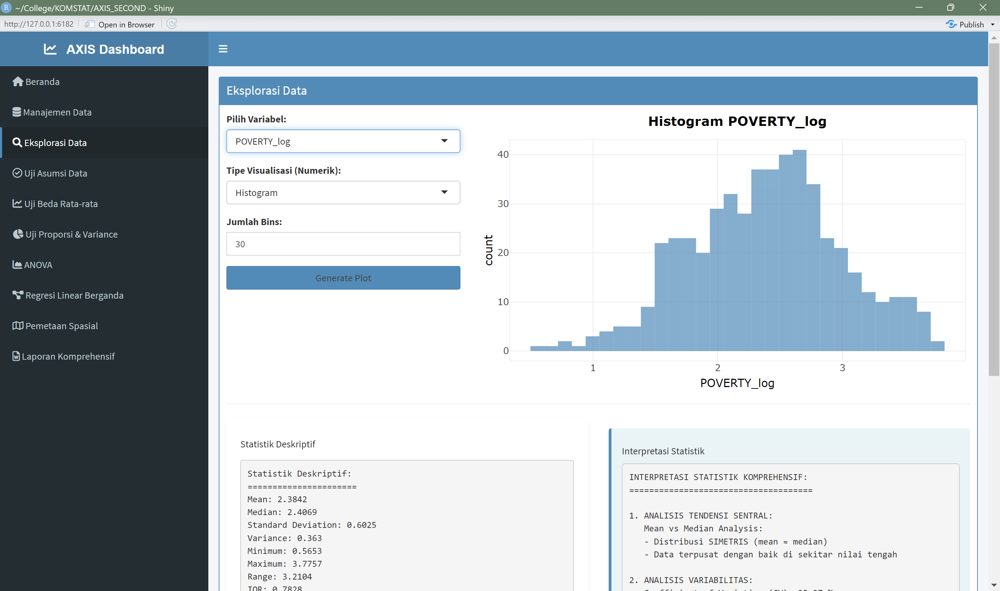 R ~/College/KOMSTAT/AXIS_SECOND - Shiny
http://127.0.0.1:6182 Open in Browser Publish
AXIS Dashboard
Beranda
Manajemen Data
Eksplorasi Data
Uji Asumsi Data
Uji Beda Rata-rata
Uji Proporsi & Variance
ANOVA
Regresi Linear Berganda
Pemetaan Spasial
Laporan Komprehensif
Eksplorasi Data
Pilih Variabel:
POVERTY_log
Tipe Visualisasi (Numerik):
Histogram
Jumlah Bins:
30
Generate Plot
Histogram POVERTY_log
40
30
20
10
0
count
1 2 3
POVERTY_log
Statistik Deskriptif
Statistik Deskriptif:
======================
Mean: 2.3842
Median: 2.4069
Standard Deviation: 0.6025
Variance: 0.363
Minimum: 0.5653
Maximum: 3.7757
Range: 3.2104
IQR: 0.7828
Interpretasi Statistik
INTERPRETASI STATISTIK KOMPREHENSIF:
=====================================
1. ANALISIS TENDENSI SENTRAL:
Mean vs Median Analysis:
- Distribusi SIMETRIS (mean ≈ median)
- Data terpusat dengan baik di sekitar nilai tengah
2. ANALISIS VARIABILITAS: